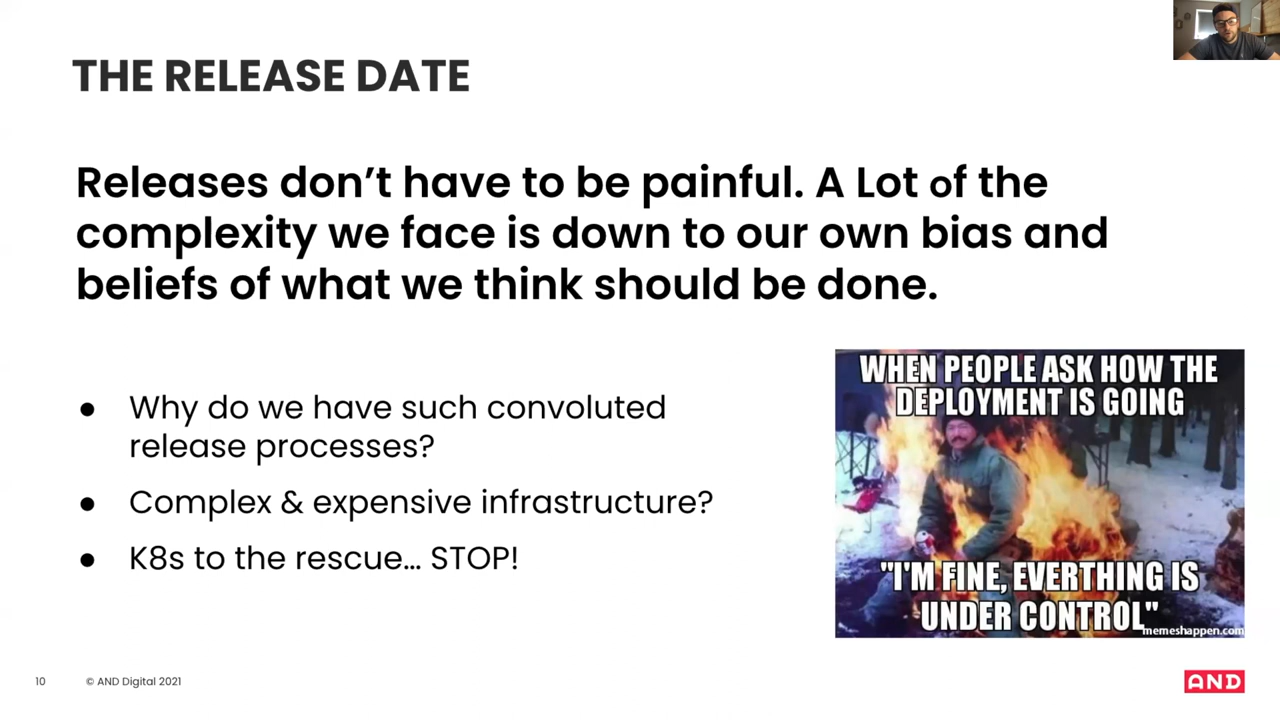 THE RELEASE DATE
Releases don’t have to be painful. A Lot of the
complexity we face is down to our own bias and
beliefs of what we think should be done.
● Why do we have such convoluted
release processes?
● Complex & expensive infrastructure?
● K8s to the rescue... STOP!
WHEN PEOPLE ASK HOW THE
DEPLOYMENT IS GOING
"I'M FINE, EVERTHING IS
UNDER CONTROL"
memeshappen.com
10 © AND Digital 2021
AND